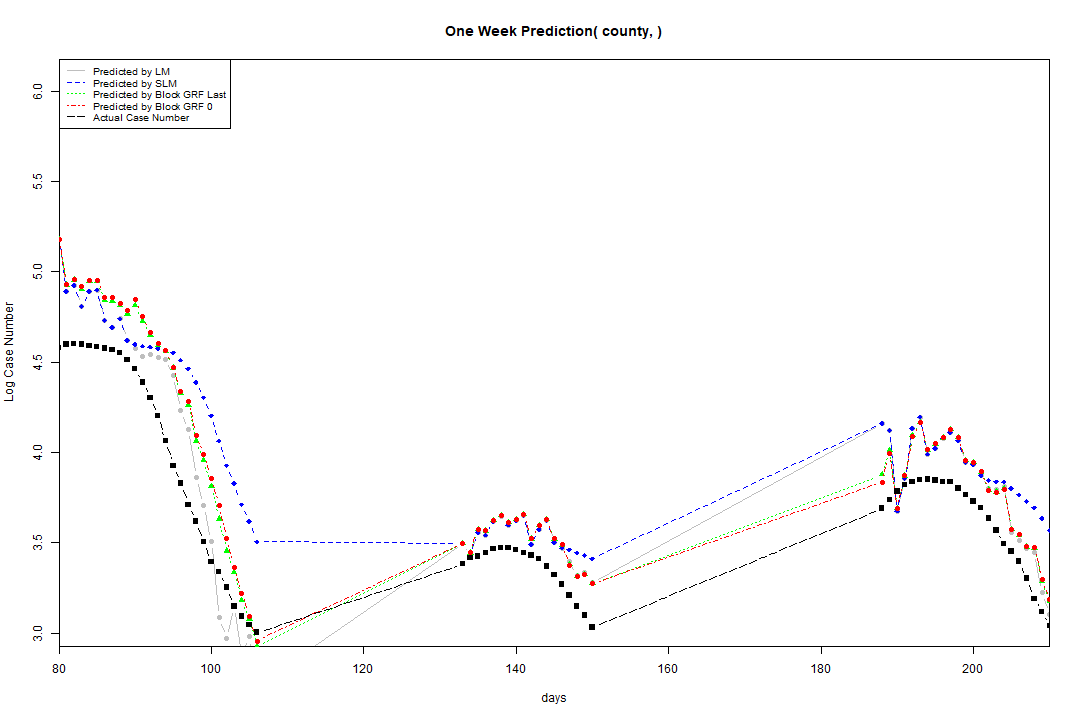 One Week Prediction( county, )
Predicted by LM
Predicted by SLM
Predicted by Block GRF Last
Predicted by Block GRF 0
Actual Case Number
6.0
5.5
5.0
4.5
4.0
3.5
3.0
Log Case Number
80 100 120 140 160 180 200
days